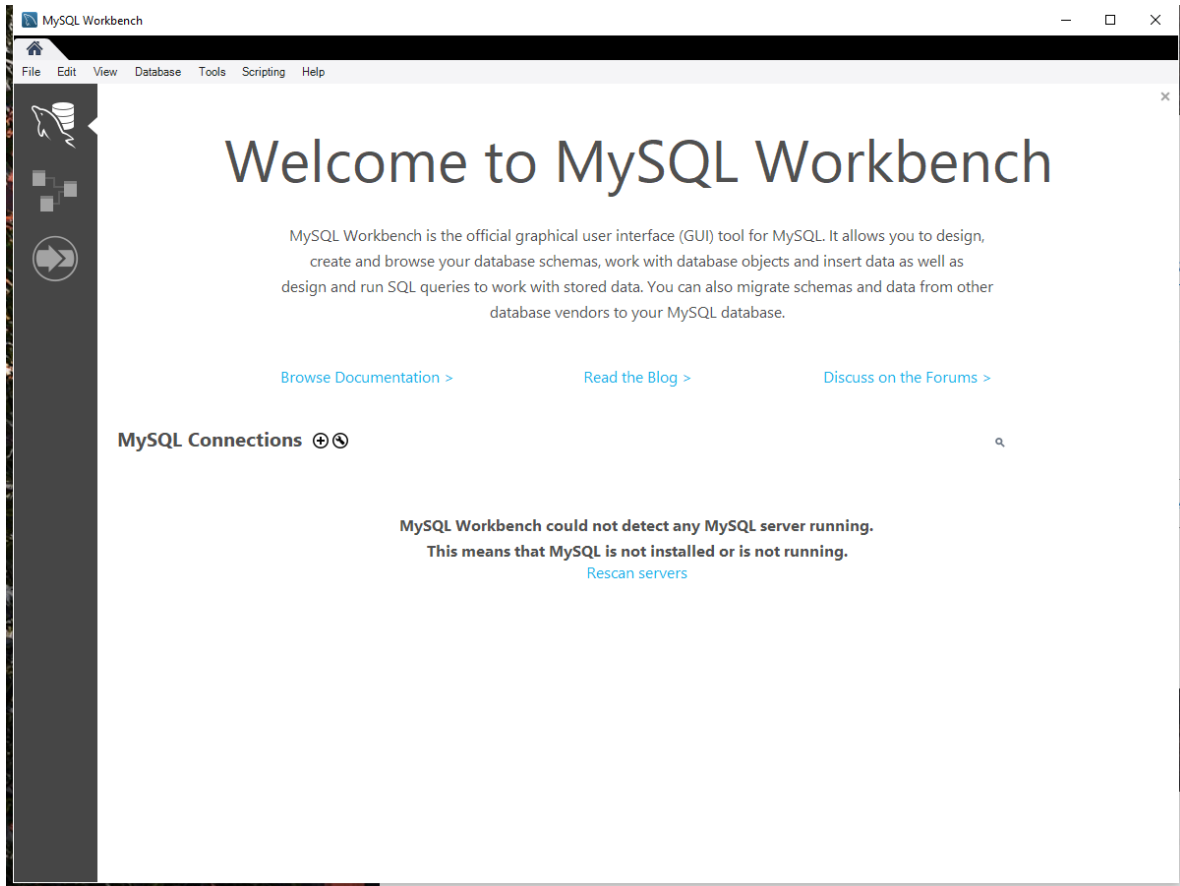 MySQL Workbench
File Edit View Database Tools Scripting Help
Welcome to MySQL Workbench
MySQL Workbench is the official graphical user interface (GUI) tool for MySQL. It allows you to design,
create and browse your database schemas, work with database objects and insert data as well as
design and run SQL queries to work with stored data. You can also migrate schemas and data from other
database vendors to your MySQL database.
Browse Documentation > Read the Blog > Discuss on the Forums >
MySQL Connections
MySQL Workbench could not detect any MySQL server running.
This means that MySQL is not installed or is not running.
Rescan servers